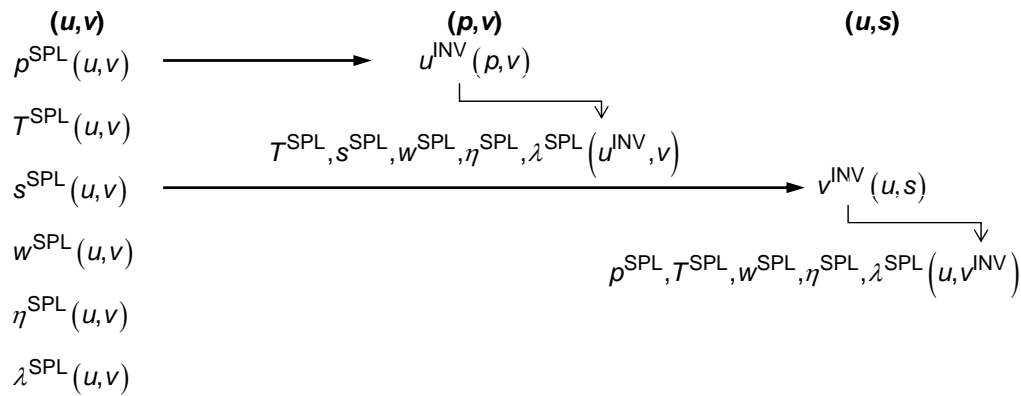 (u,v) (p,v) (u,s)
p^SPL(u,v) u^INV(p,v)
T^SPL(u,v)
T^SPL,s^SPL,w^SPL,η^SPL,λ^SPL(u^INV,v)
s^SPL(u,v) v^INV(u,s)
w^SPL(u,v)
p^SPL,T^SPL,w^SPL,η^SPL,λ^SPL(u,v^INV)
η^SPL(u,v)
λ^SPL(u,v)